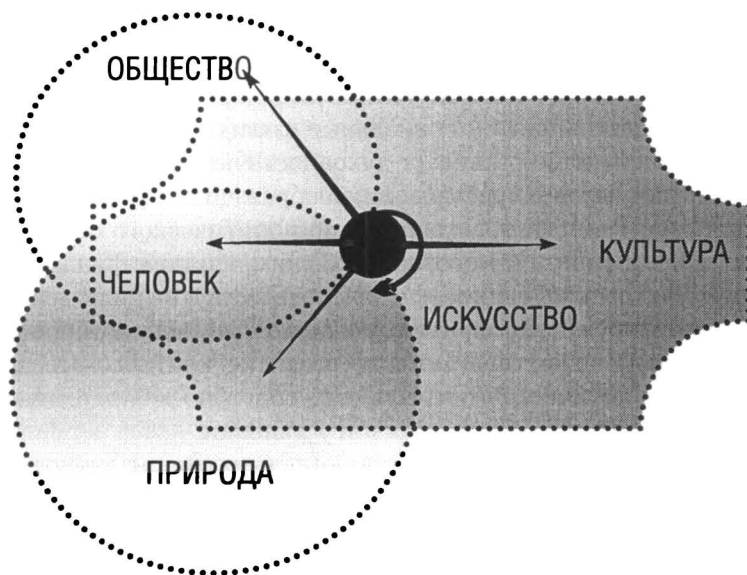 ОБЩЕСТВО
КУЛЬТУРА
ЧЕЛОВЕК
ИСКУССТВО
ПРИРОДА